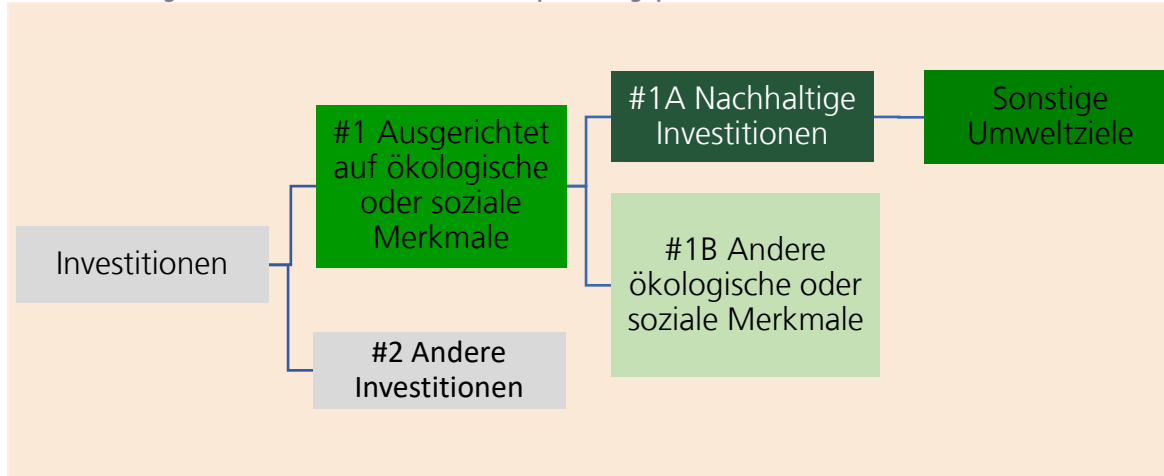 #1A Nachhaltige
Investitionen
Sonstige
Umweltziele
#1 Ausgerichtet
auf ökologische
oder soziale
Merkmale
Investitionen
#1B Andere
ökologische oder
soziale Merkmale
#2 Andere
Investitionen